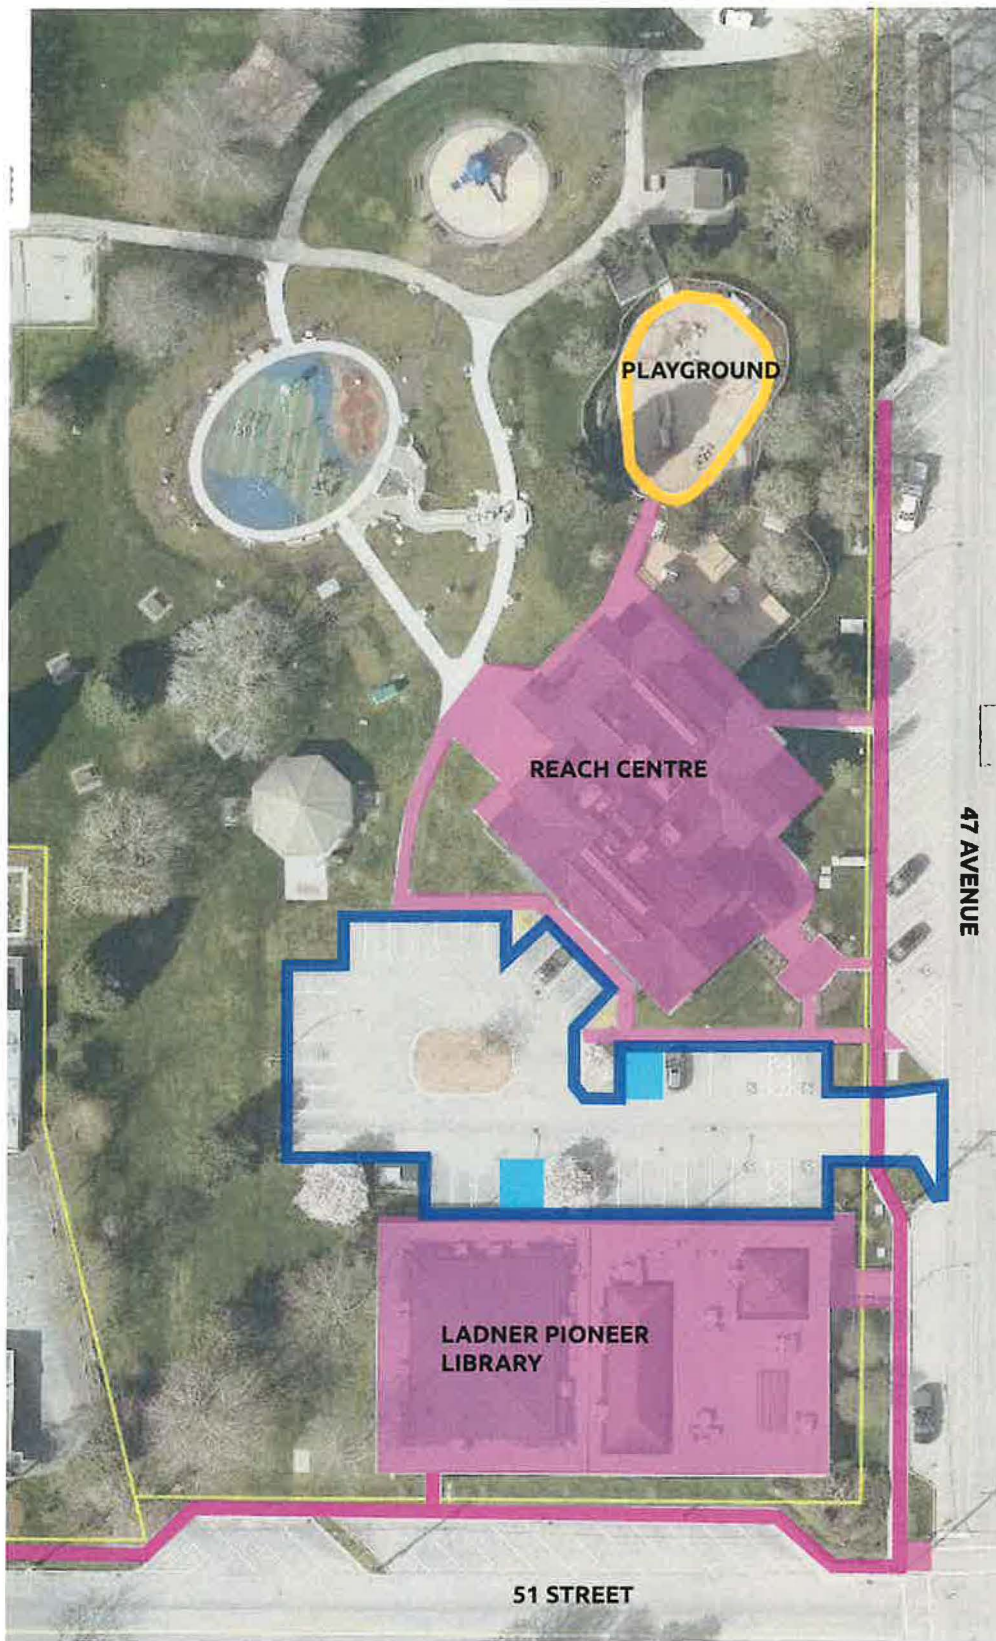 PLAYGROUND
REACH CENTRE
47 AVENUE
LADNER PIONEER
LIBRARY
51 STREET